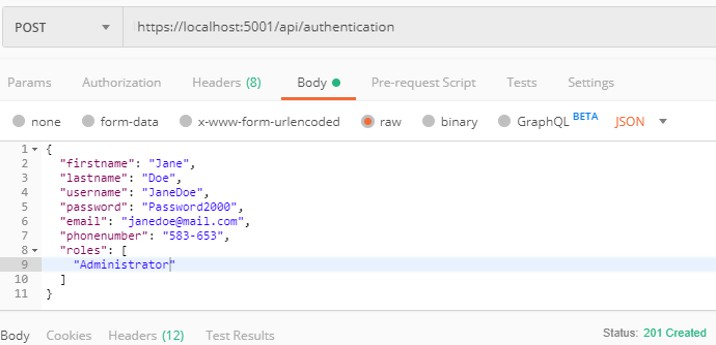 POST https://localhost:5001/api/authentication
Params Authorization Headers (8) Body Pre-request Script Tests Settings
none form-data x-www-form-urlencoded raw binary GraphQL BETA JSON
1 {
2 "firstname": "Jane",
3 "lastname": "Doe",
4 "username": "JaneDoe",
5 "password": "Password2000",
6 "email": "janedoe@mail.com",
7 "phonenumber": "583-653",
8 "roles": [
9 "Administrator"
10 ]
11 }
Body Cookies Headers (12) Test Results Status: 201 Created